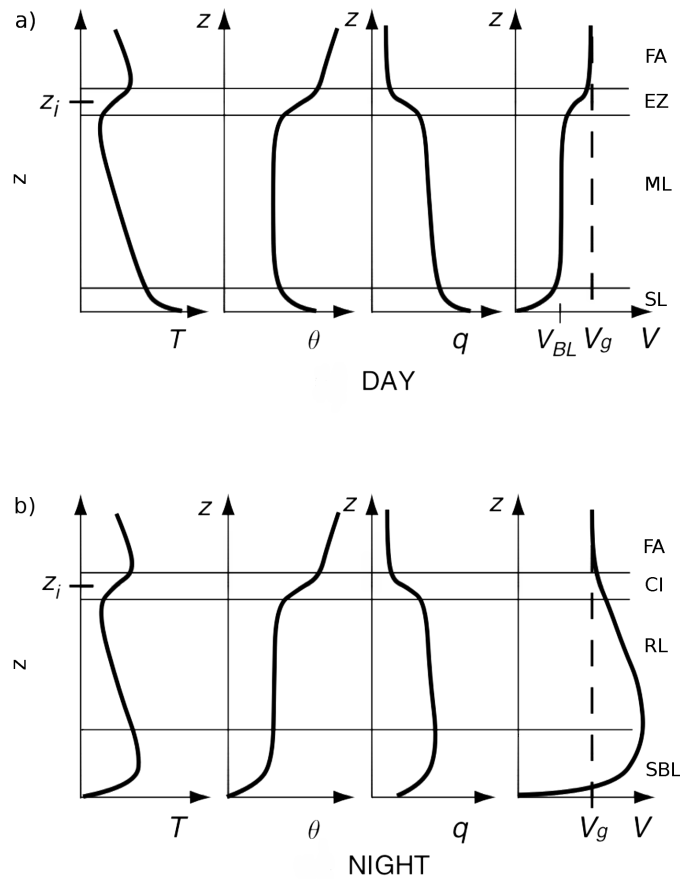 a)
z z z
FA
z_i EZ
z ML
SL
T θ q V_BL V_g V
DAY
b)
z z z
FA
z_i CI
z RL
SBL
T θ q V_g V
NIGHT